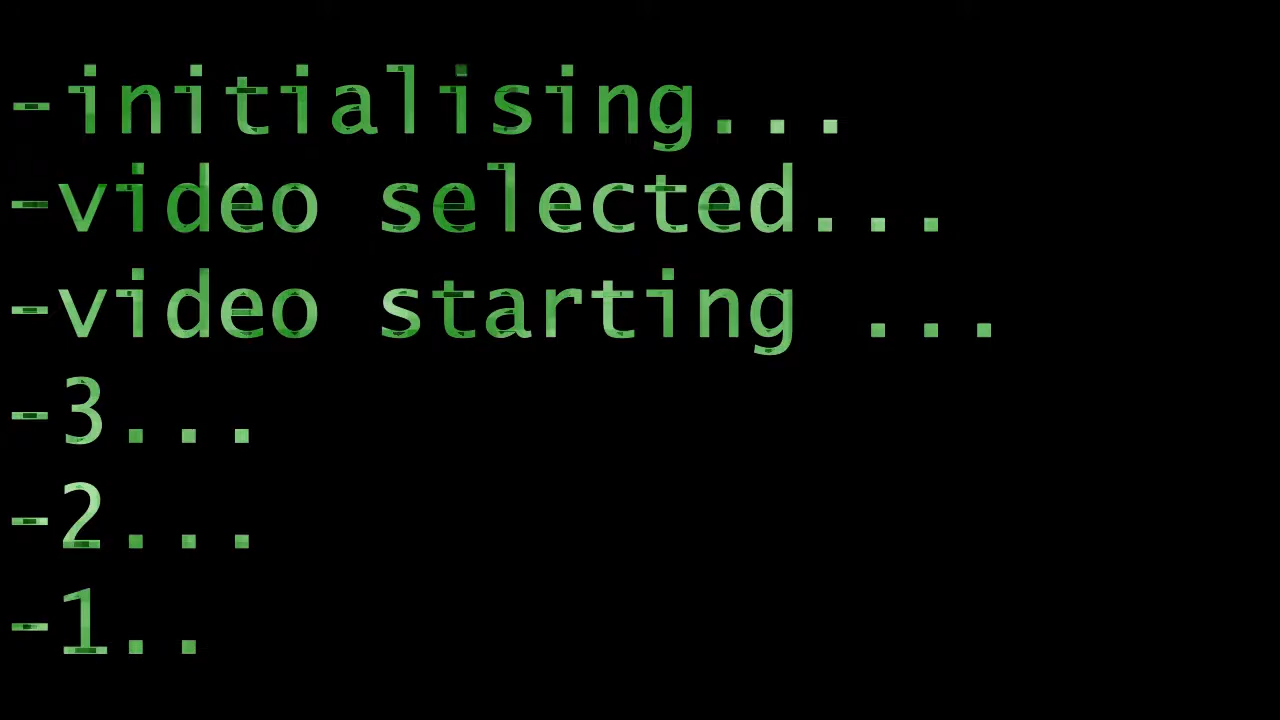 -initialising...
-video selected...
-video starting ...
-3...
-2...
-1..